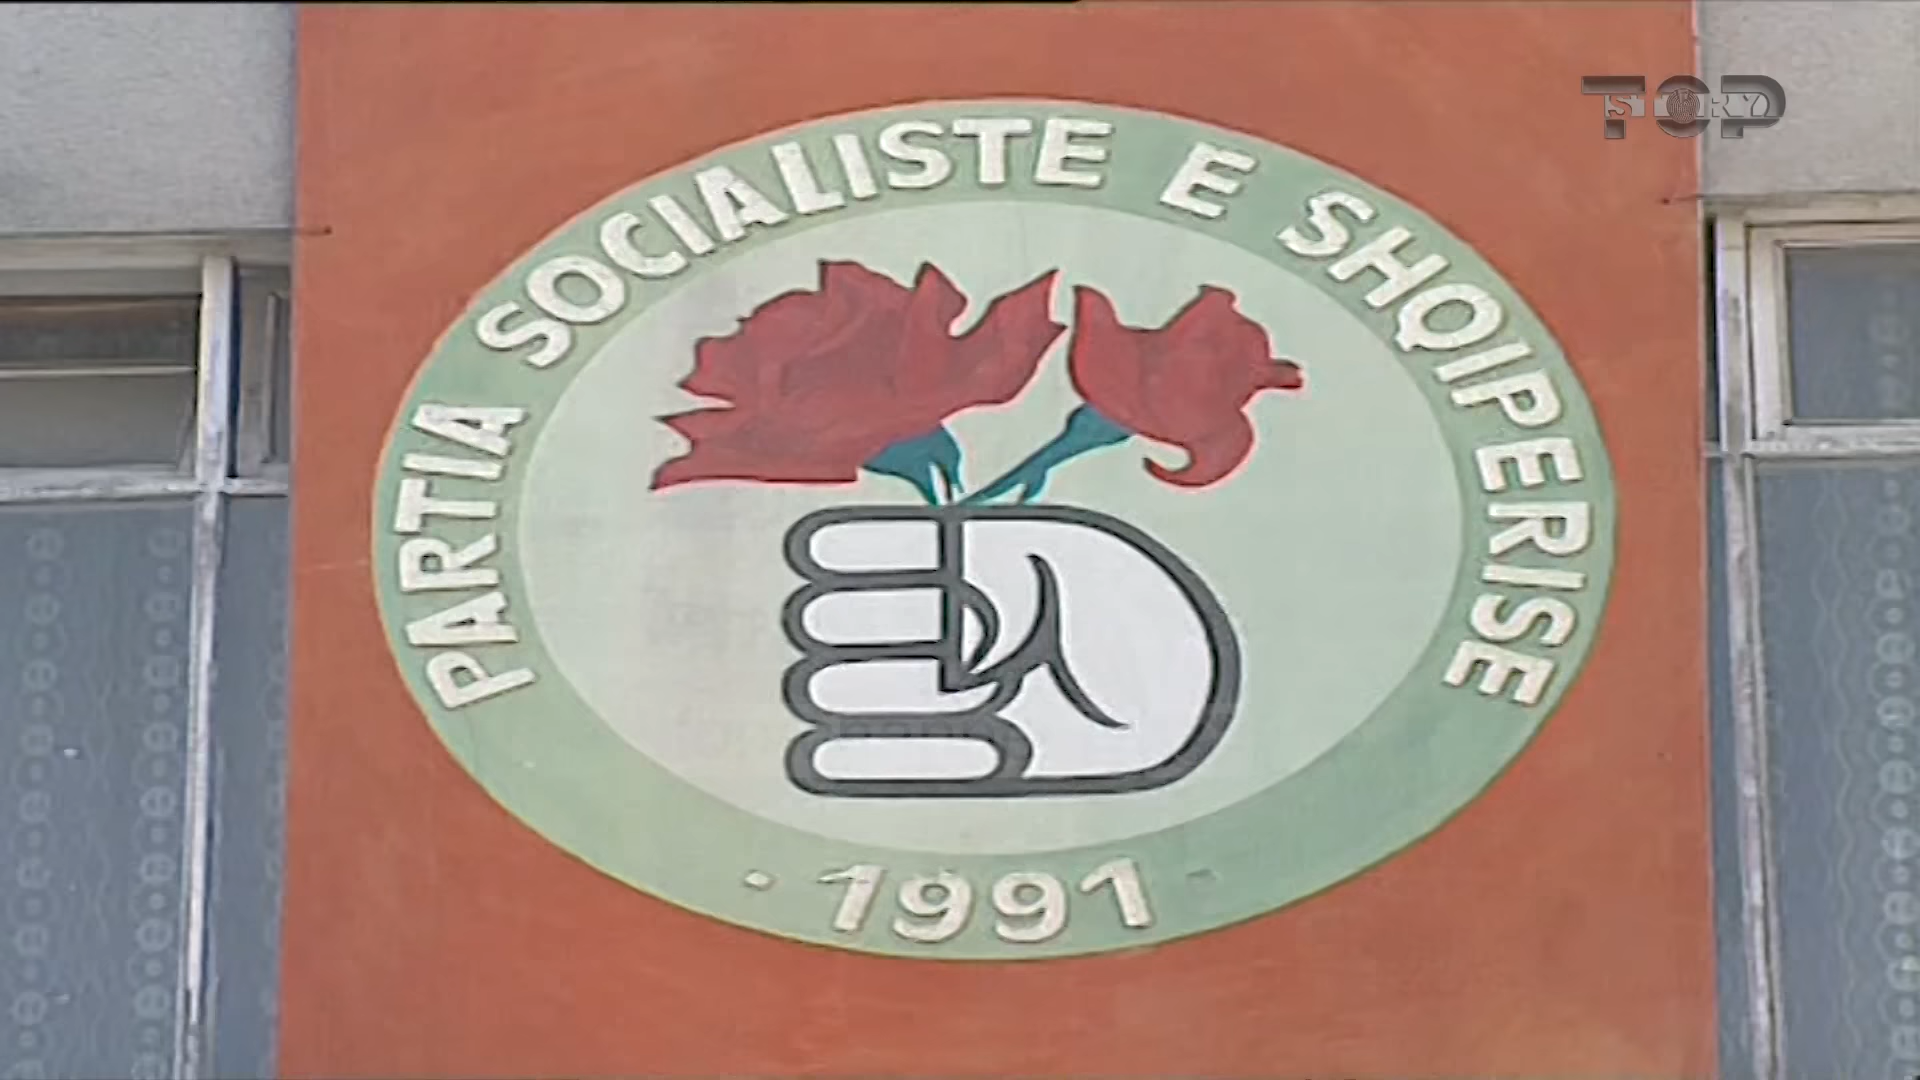 PARTIA SOCIALISTE E SHQIPERISE
· 1991 ·
TOP
STORY